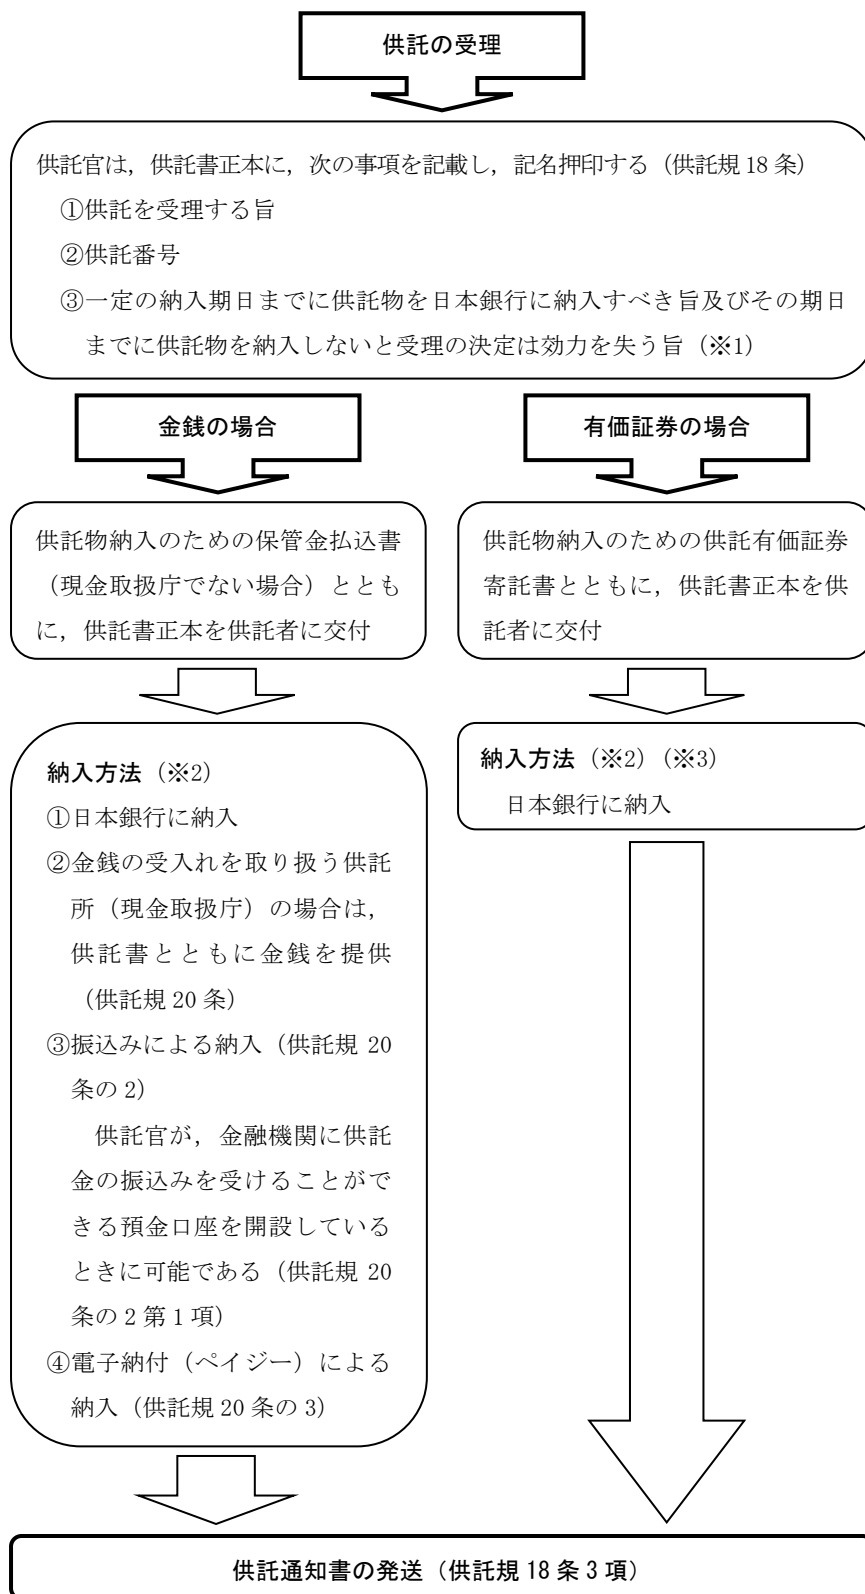 供託の受理
供託官は，供託書正本に，次の事項を記載し，記名押印する（供託規 18 条）
①供託を受理する旨
②供託番号
③一定の納入期日までに供託物を日本銀行に納入すべき旨及びその期日
までに供託物を納入しないと受理の決定は効力を失う旨（※1）
金銭の場合
供託物納入のための保管金払込書
（現金取扱庁でない場合）ととも
に，供託書正本を供託者に交付
納入方法（※2）
①日本銀行に納入
②金銭の受入れを取り扱う供託
所（現金取扱庁）の場合は，
供託書とともに金銭を提供
（供託規 20 条）
③振込みによる納入（供託規 20
条の 2）
供託官が，金融機関に供託
金の振込みを受けることがで
きる預金口座を開設している
ときに可能である（供託規 20
条の 2 第 1 項）
④電子納付（ペイジー）による
納入（供託規 20 条の 3）
有価証券の場合
供託物納入のための供託有価証券
寄託書とともに，供託書正本を供
託者に交付
納入方法（※2）（※3）
日本銀行に納入
供託通知書の発送（供託規 18 条 3 項）